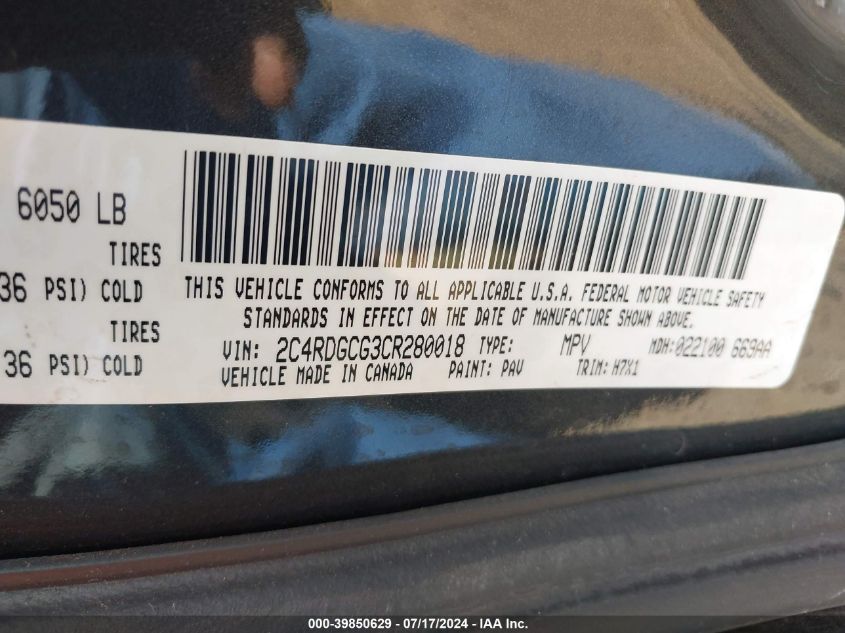 6050 LB
TIRES
36 PSI) COLD
TIRES
36 PSI) COLD
THIS VEHICLE CONFORMS TO ALL APPLICABLE U.S.A. FEDERAL MOTOR VEHICLE SAFETY
STANDARDS IN EFFECT ON THE DATE OF MANUFACTURE SHOWN ABOVE.
VIN: 2C4RDGCG3CR280018 TYPE: MPV MDH:022100 669AA
VEHICLE MADE IN CANADA PAINT: PAV TRIM: H7X1
000-39850629 - 07/17/2024 - IAA Inc.